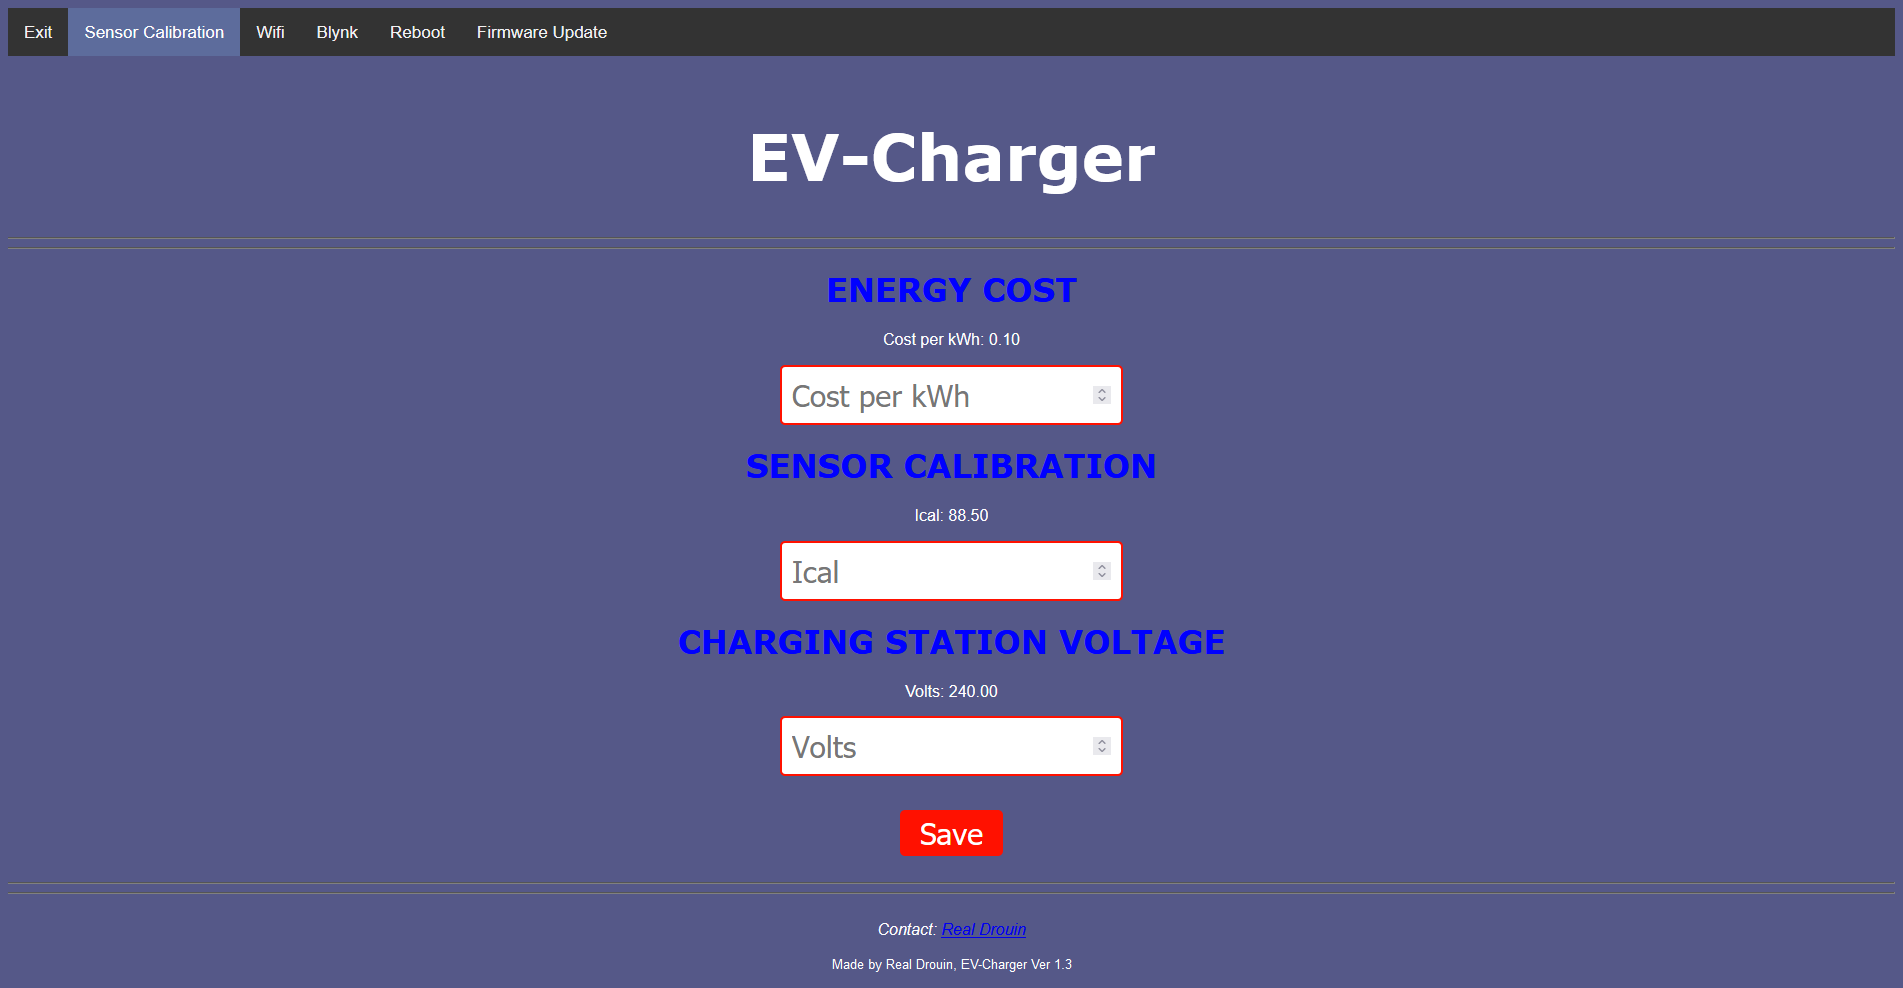 Exit Sensor Calibration Wifi Blynk Reboot Firmware Update
EV-Charger
ENERGY COST
Cost per kWh: 0.10
Cost per kWh
SENSOR CALIBRATION
Ical: 88.50
Ical
CHARGING STATION VOLTAGE
Volts: 240.00
Volts
Save
Contact: Real Drouin
Made by Real Drouin, EV-Charger Ver 1.3